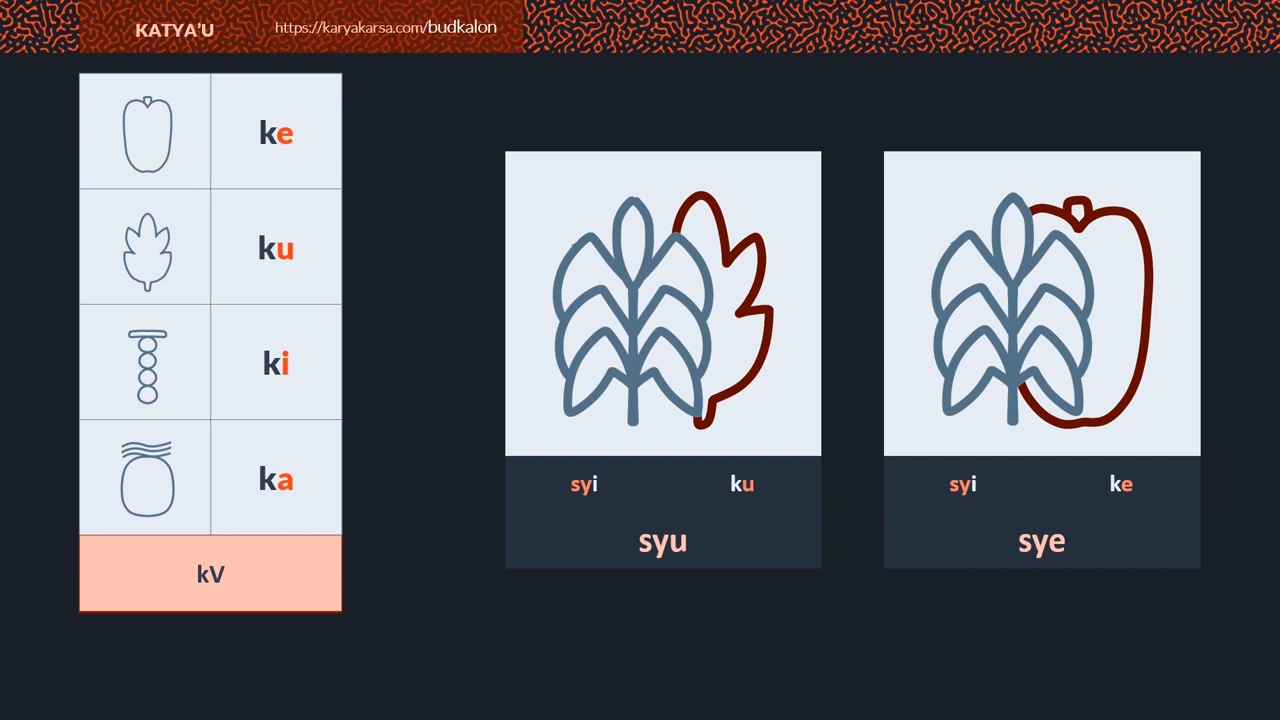 KATYA'U
https://karyakarsa.com/budkalon
ke
ku
ki
ka
kV
syi ku
syu
syi ke
sye